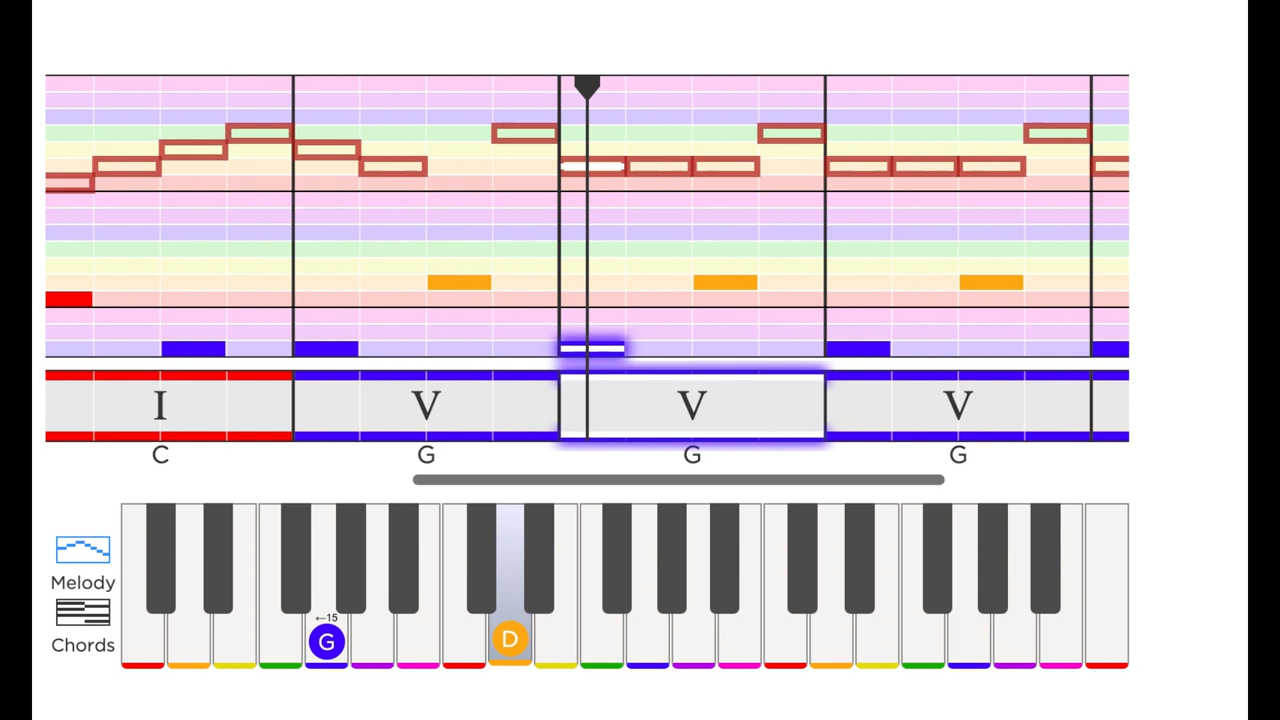 I V V V
C G G G
Melody
←15
G D
Chords